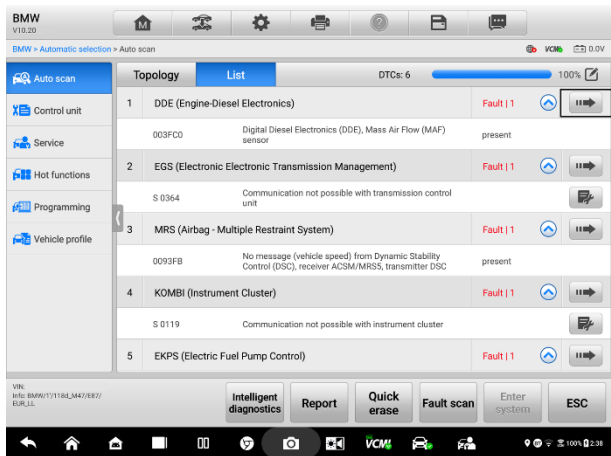 BMW
V10.20
BMW > Automatic selection > Auto scan
VCMI 0.0V
Auto scan
Control unit
Service
Hot functions
Programming
Vehicle profile
Topology List DTCs: 6 100%
1 DDE (Engine-Diesel Electronics) Fault | 1
003FC0 Digital Diesel Electronics (DDE), Mass Air Flow (MAF) present
sensor
2 EGS (Electronic Electronic Transmission Management) Fault | 1
S 0364 Communication not possible with transmission control
unit
3 MRS (Airbag - Multiple Restraint System) Fault | 1
0093FB No message (vehicle speed) from Dynamic Stability present
Control (DSC), receiver ACSM/MRS5, transmitter DSC
4 KOMBI (Instrument Cluster) Fault | 1
S 0119 Communication not possible with instrument cluster
5 EKPS (Electric Fuel Pump Control) Fault | 1
VIN:
Info: BMW/1'/118d_M47/E87/
EUR_LL
Intelligent
diagnostics
Report
Quick
erase
Fault scan
Enter
system
ESC
VCMI
100% 2:38